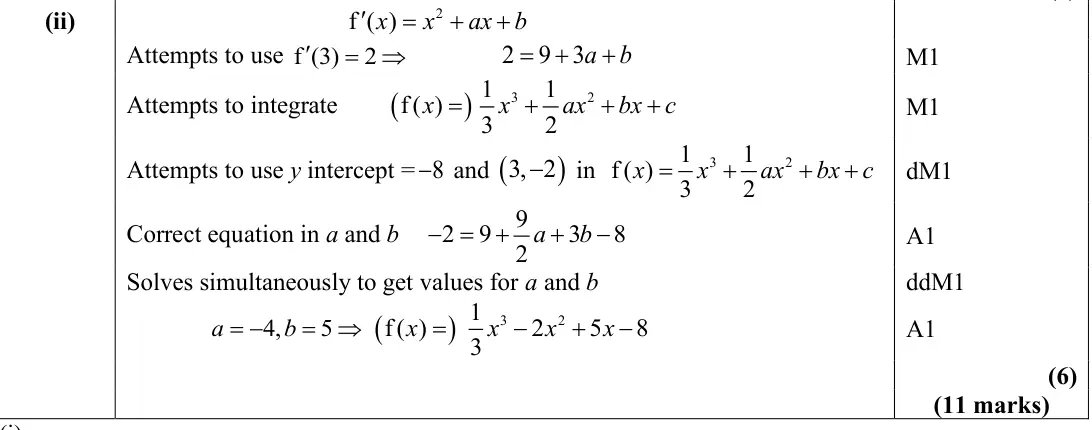 (ii) f′(x) = x² + ax + b
Attempts to use f′(3) = 2 ⇒ 2 = 9 + 3a + b M1
Attempts to integrate (f(x) =) 1/3 x³ + 1/2 ax² + bx + c M1
Attempts to use y intercept = −8 and (3, −2) in f(x) = 1/3 x³ + 1/2 ax² + bx + c dM1
Correct equation in a and b −2 = 9 + 9/2 a + 3b − 8 A1
Solves simultaneously to get values for a and b ddM1
a = −4, b = 5 ⇒ (f(x) =) 1/3 x³ − 2x² + 5x − 8 A1
(6)
(11 marks)